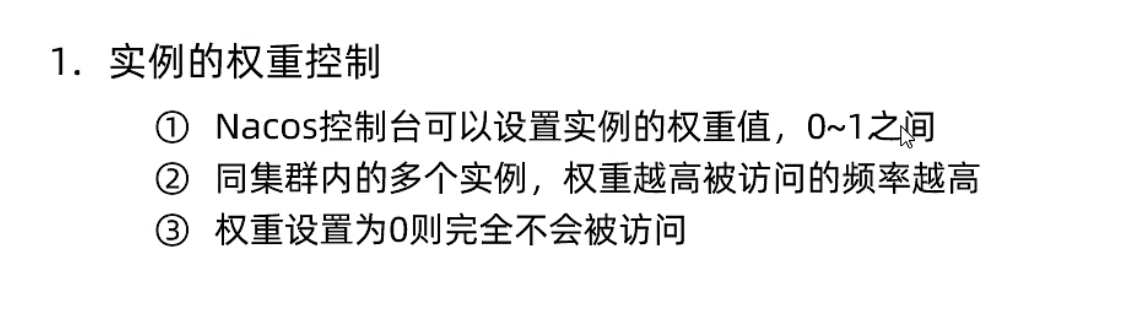 1. 实例的权重控制
① Nacos控制台可以设置实例的权重值，0~1之间
② 同集群内的多个实例，权重越高被访问的频率越高
③ 权重设置为0则完全不会被访问